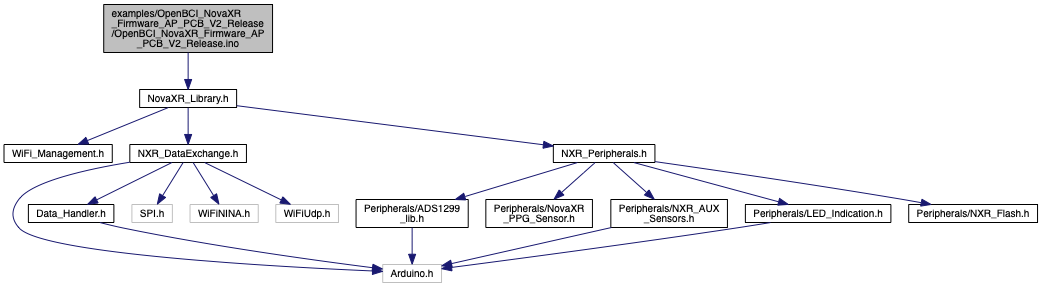 examples/OpenBCI_NovaXR
_Firmware_AP_PCB_V2_Release
/OpenBCI_NovaXR_Firmware_AP
_PCB_V2_Release.ino
NovaXR_Library.h
WiFi_Management.h
NXR_DataExchange.h
NXR_Peripherals.h
Data_Handler.h
SPI.h
WiFiNINA.h
WiFiUdp.h
Peripherals/ADS1299
_lib.h
Peripherals/NovaXR
_PPG_Sensor.h
Peripherals/NXR_AUX
_Sensors.h
Peripherals/LED_Indication.h
Peripherals/NXR_Flash.h
Arduino.h